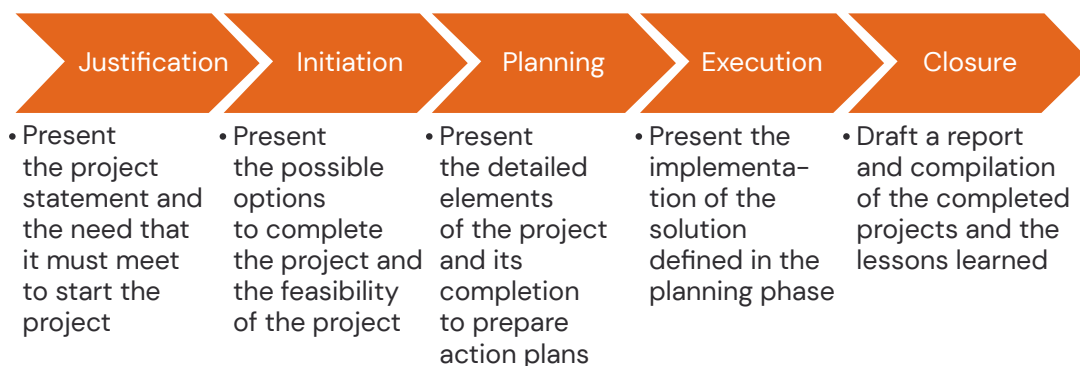 Justification
Initiation
Planning
Execution
Closure
• Present
the project
statement and
the need that
it must meet
to start the
project
• Present
the possible
options
to complete
the project and
the feasibility
of the project
• Present
the detailed
elements
of the project
and its
completion
to prepare
action plans
• Present the
implementa-
tion of the
solution
defined in the
planning phase
• Draft a report
and compilation
of the completed
projects and the
lessons learned